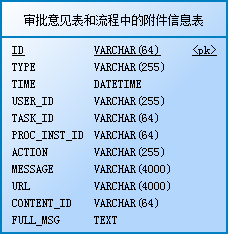 审批意见表和流程中的附件信息表
ID VARCHAR(64) <pk>
TYPE VARCHAR(255)
TIME DATETIME
USER_ID VARCHAR(255)
TASK_ID VARCHAR(64)
PROC_INST_ID VARCHAR(64)
ACTION VARCHAR(255)
MESSAGE VARCHAR(4000)
URL VARCHAR(4000)
CONTENT_ID VARCHAR(64)
FULL_MSG TEXT